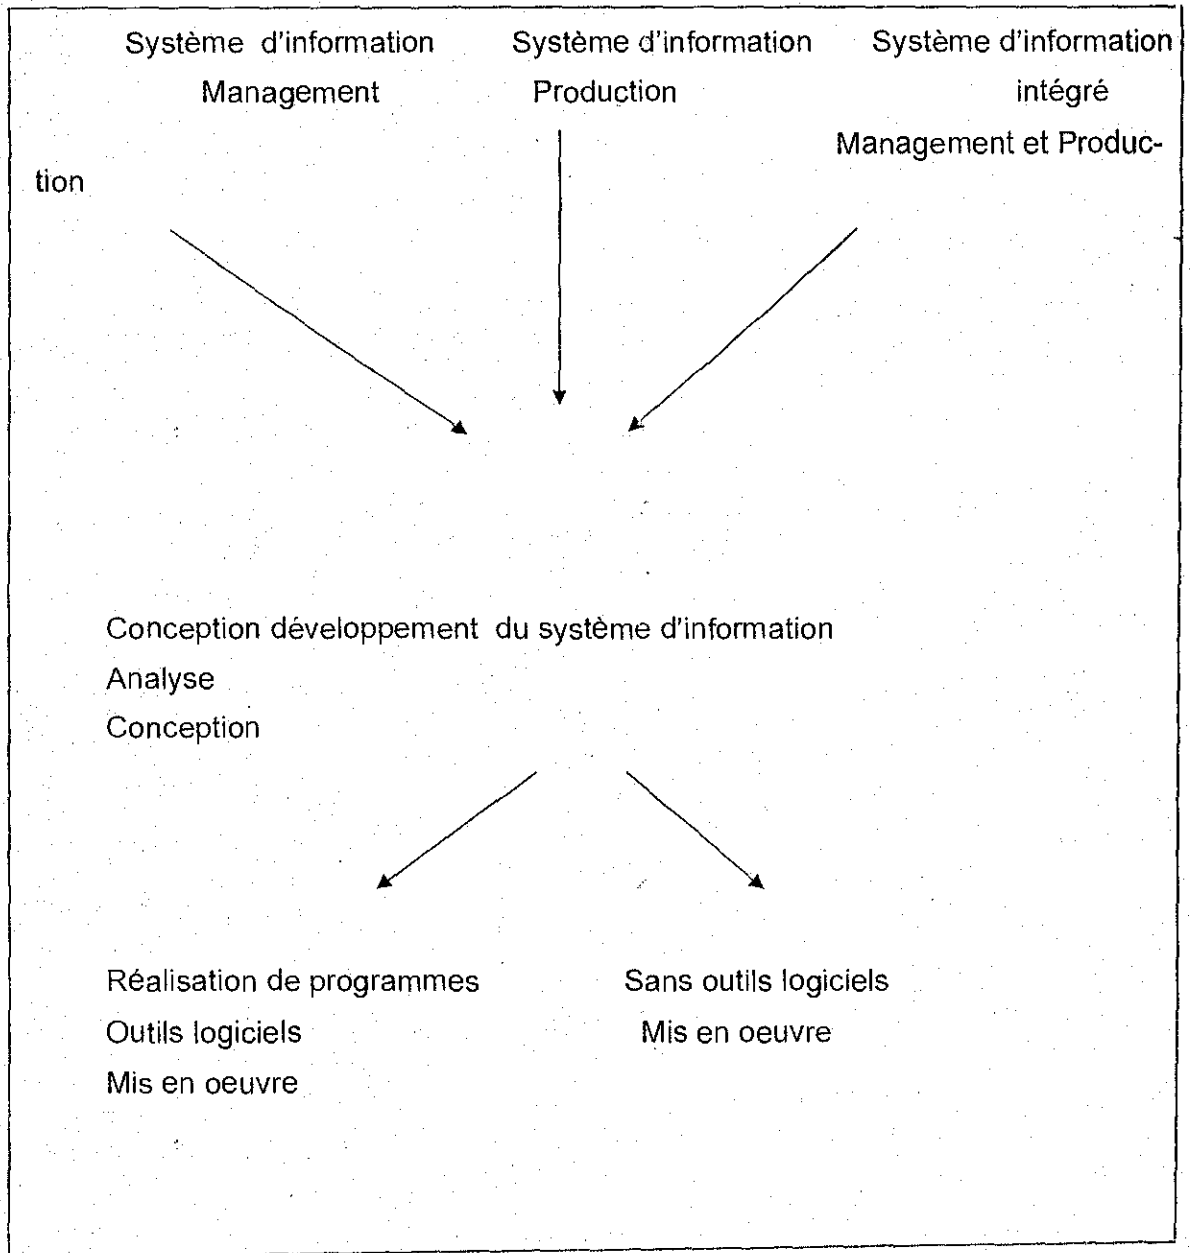 Système d'information Système d'information Système d'information
Management Production intégré
Management et Produc-
tion
Conception développement du système d'information
Analyse
Conception
Réalisation de programmes Sans outils logiciels
Outils logiciels Mis en oeuvre
Mis en oeuvre